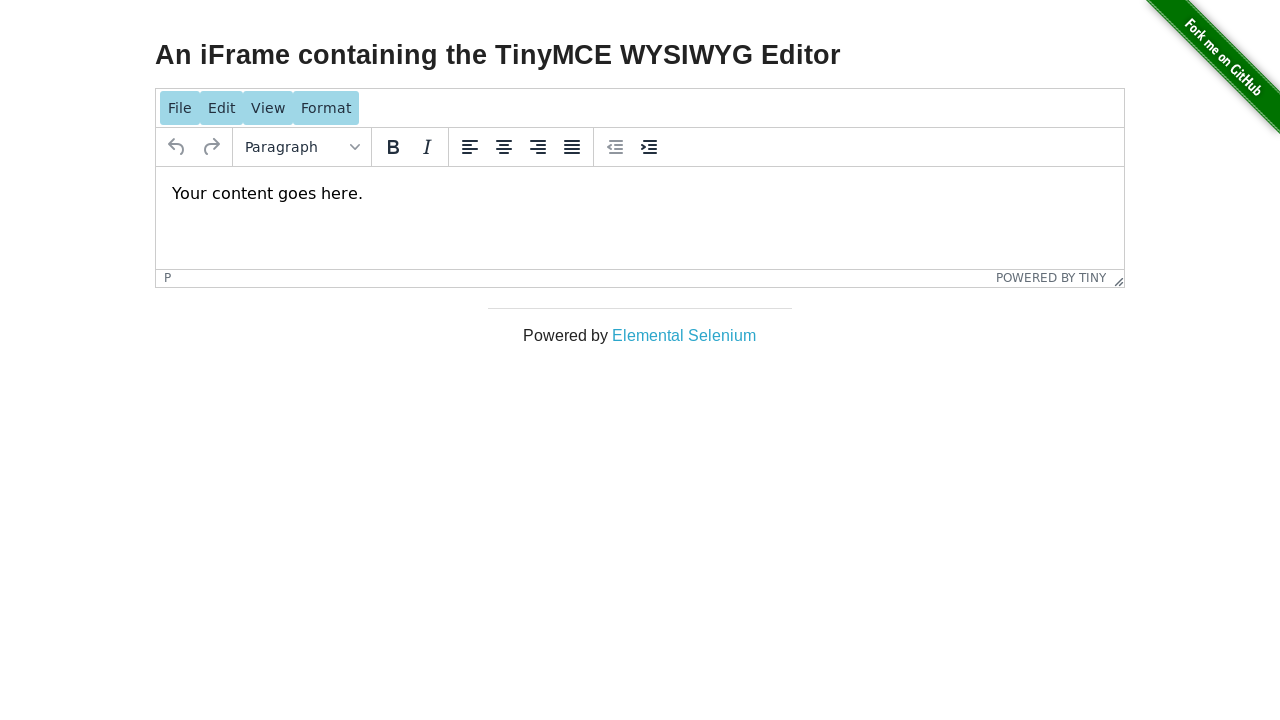 An iFrame containing the TinyMCE WYSIWYG Editor
Fork me on GitHub
File Edit View Format
Paragraph B I
Your content goes here.
P POWERED BY TINY
Powered by Elemental Selenium